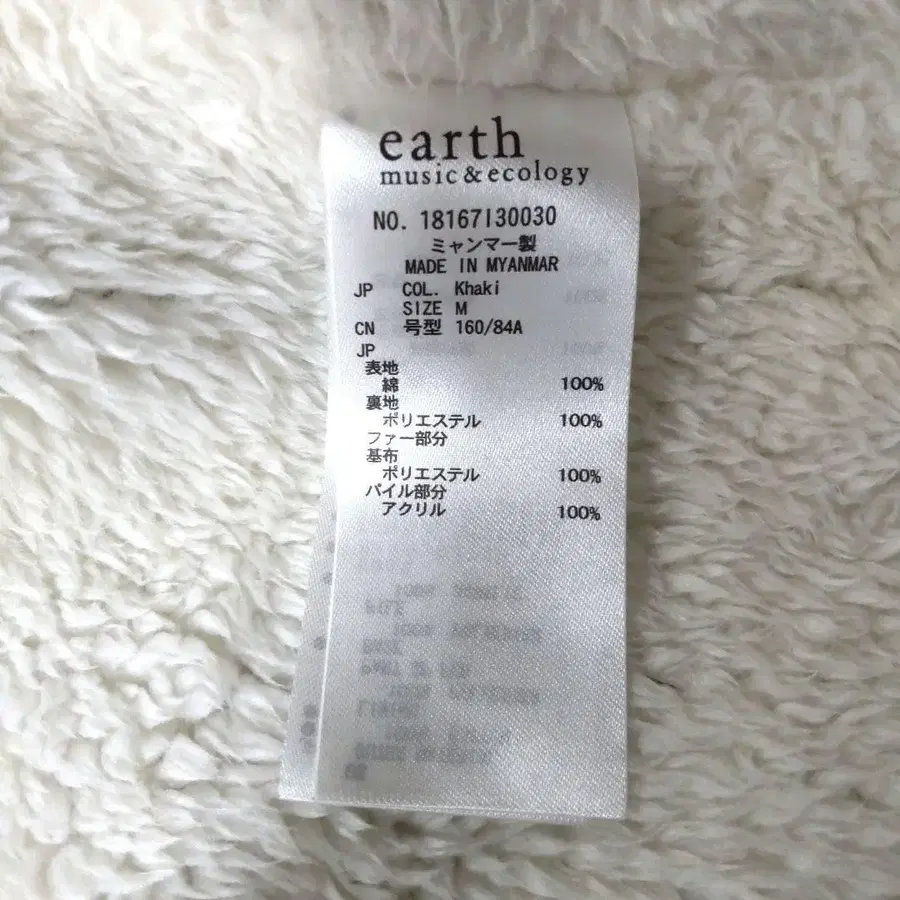 earth
music&ecology
NO. 18167130030
ミャンマー製
MADE IN MYANMAR
JP COL. Khaki
SIZE M
CN 号型 160/84A
JP
表地
綿 100%
裏地
ポリエステル 100%
ファー部分
基布
ポリエステル 100%
パイル部分
アクリル 100%